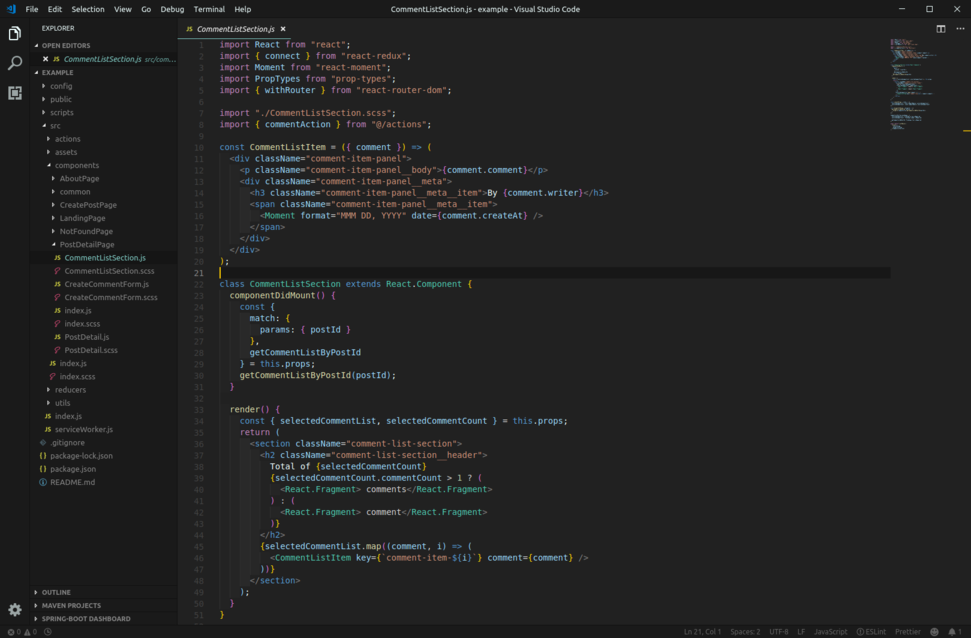 File Edit Selection View Go Debug Terminal Help
CommentListSection.js - example - Visual Studio Code
EXPLORER
OPEN EDITORS
JS CommentListSection.js src/com...
EXAMPLE
config
public
scripts
src
actions
assets
components
AboutPage
common
CreatePostPage
LandingPage
NotFoundPage
PostDetailPage
JS CommentListSection.js
CommentListSection.scss
JS CreateCommentForm.js
CreateCommentForm.scss
JS index.js
index.scss
JS PostDetail.js
PostDetail.scss
JS index.js
index.scss
reducers
utils
JS index.js
JS serviceWorker.js
.gitignore
{} package-lock.json
{} package.json
README.md
OUTLINE
MAVEN PROJECTS
SPRING-BOOT DASHBOARD
JS CommentListSection.js
1 import React from "react";
2 import { connect } from "react-redux";
3 import Moment from "react-moment";
4 import PropTypes from "prop-types";
5 import { withRouter } from "react-router-dom";
6
7 import "./CommentListSection.scss";
8 import { commentAction } from "@/actions";
9
10 const CommentListItem = ({ comment }) => (
11 <div className="comment-item-panel">
12 <p className="comment-item-panel__body">{comment.comment}</p>
13 <div className="comment-item-panel__meta">
14 <h3 className="comment-item-panel__meta__item">By {comment.writer}</h3>
15 <span className="comment-item-panel__meta__item">
16 <Moment format="MMM DD, YYYY" date={comment.createAt} />
17 </span>
18 </div>
19 </div>
20 );
21
22 class CommentListSection extends React.Component {
23 componentDidMount() {
24 const {
25 match: {
26 params: { postId }
27 },
28 getCommentListByPostId
29 } = this.props;
30 getCommentListByPostId(postId);
31 }
32
33 render() {
34 const { selectedCommentList, selectedCommentCount } = this.props;
35 return (
36 <section className="comment-list-section">
37 <h2 className="comment-list-section__header">
38 Total of {selectedCommentCount}
39 {selectedCommentCount.commentCount > 1 ? (
40 <React.Fragment> comments</React.Fragment>
41 ) : (
42 <React.Fragment> comment</React.Fragment>
43 )}
44 </h2>
45 {selectedCommentList.map((comment, i) => (
46 <CommentListItem key={`comment-item-${i}`} comment={comment} />
47 ))}
48 </section>
49 );
50 }
51 }
0 0
Ln 21, Col 1 Spaces: 2 UTF-8 LF JavaScript ESLint Prettier 1